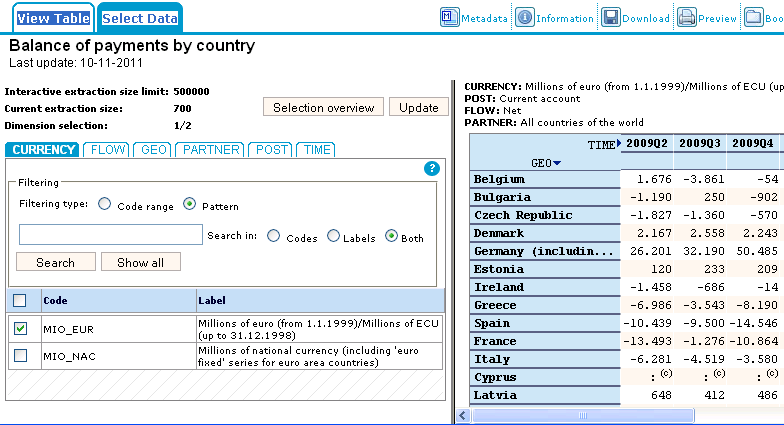 View Table Select Data Metadata Information Download Preview
Balance of payments by country
Last update: 10-11-2011
Interactive extraction size limit: 500000
Current extraction size: 700
Dimension selection: 1/2
Selection overview Update
CURRENCY FLOW GEO PARTNER POST TIME
?
Filtering
Filtering type: Code range Pattern
Search in: Codes Labels Both
Search Show all
Code Label
MIO_EUR Millions of euro (from 1.1.1999)/Millions of ECU
(up to 31.12.1998)
MIO_NAC Millions of national currency (including 'euro
fixed' series for euro area countries)
CURRENCY: Millions of euro (from 1.1.1999)/Millions of ECU (up
POST: Current account
FLOW: Net
PARTNER: All countries of the world
TIME 2009Q2 2009Q3 2009Q4
GEO
Belgium 1.676 -3.861 -54
Bulgaria -1.190 250 -902
Czech Republic -1.827 -1.360 -570
Denmark 2.167 2.558 2.243
Germany (includin... 26.201 32.190 50.485
Estonia 120 233 209
Ireland -1.458 -686 -14
Greece -6.986 -3.543 -8.190
Spain -10.439 -9.500 -14.546
France -13.493 -1.276 -10.864
Italy -6.281 -4.519 -3.580
Cyprus : (c) : (c) : (c)
Latvia 648 412 486